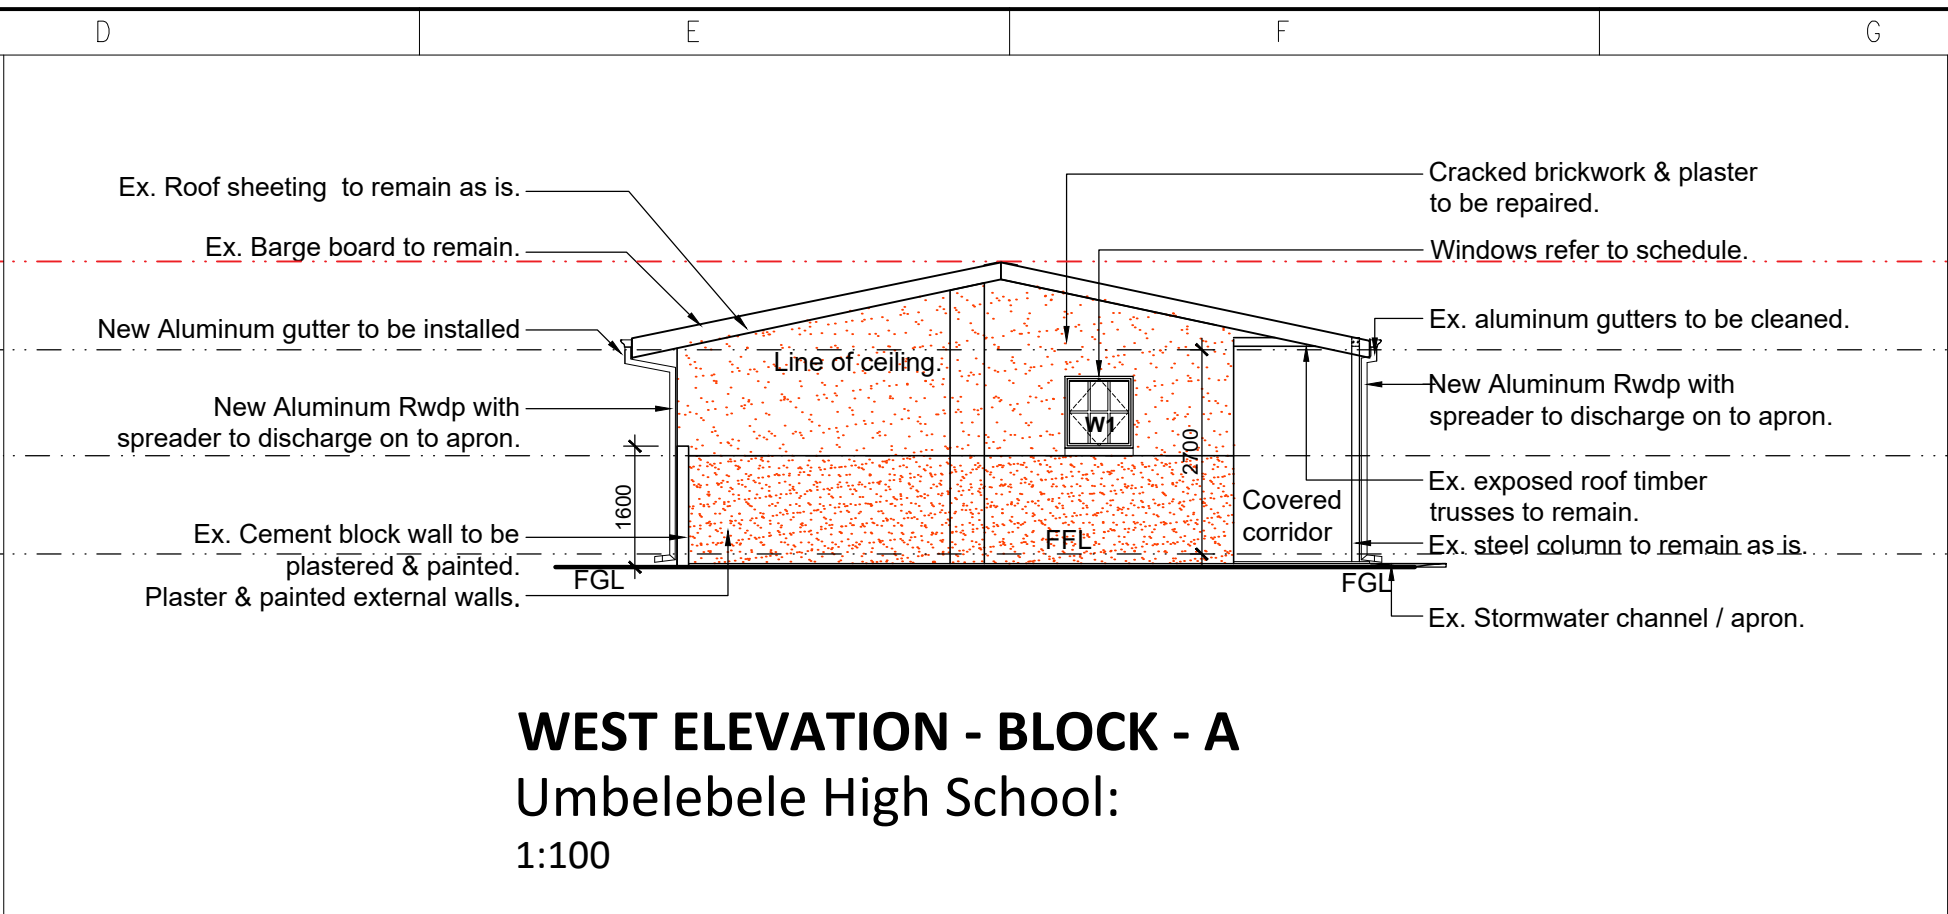 D
E
F
G
Ex. Roof sheeting  to remain as is.
Ex. Barge board to remain.
New Aluminum gutter to be installed
New Aluminum Rwdp with
spreader to discharge on to apron.
1600
Ex. Cement block wall to be
plastered & painted.
Plaster & painted external walls.
FGL
Line of ceiling.
W1
2700
FFL
Covered
corridor
Cracked brickwork & plaster
to be repaired.
Windows refer to schedule.
Ex. aluminum gutters to be cleaned.
New Aluminum Rwdp with
spreader to discharge on to apron.
Ex. exposed roof timber
trusses to remain.
Ex. steel column to remain as is.
FGL
Ex. Stormwater channel / apron.
WEST ELEVATION - BLOCK - A
Umbelebele High School:
1:100